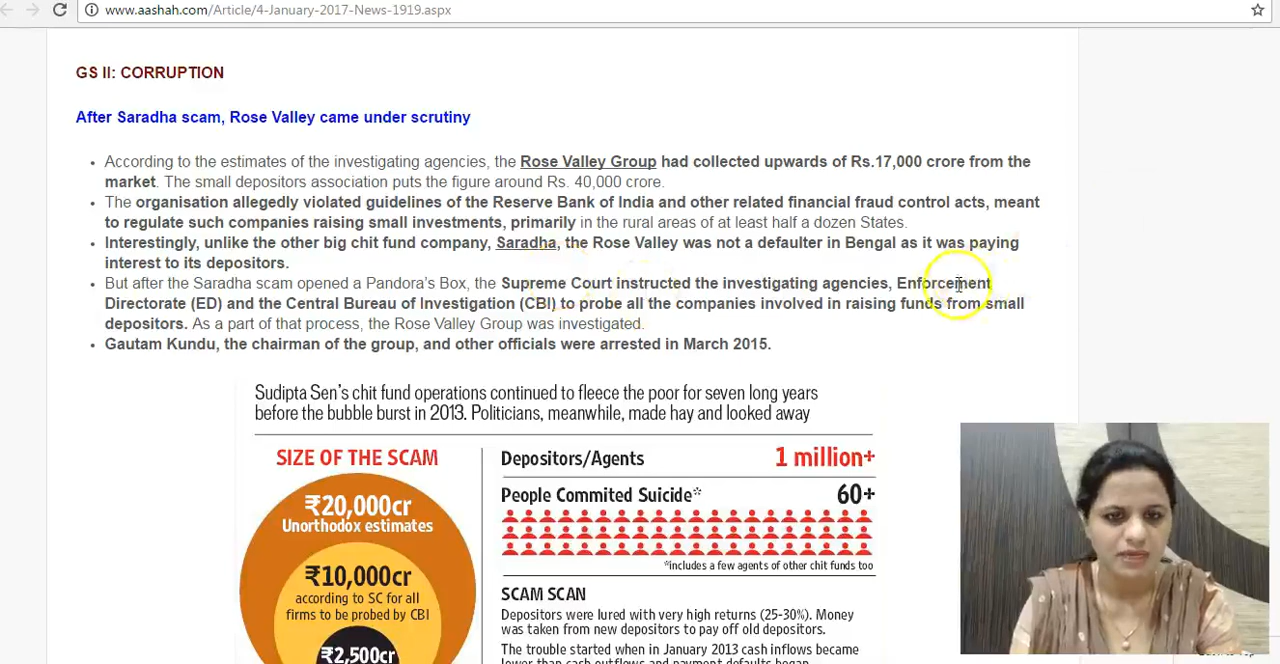 www.aashah.com/Article/4-January-2017-News-1919.aspx
GS II: CORRUPTION
After Saradha scam, Rose Valley came under scrutiny
• According to the estimates of the investigating agencies, the Rose Valley Group had collected upwards of Rs.17,000 crore from the
market. The small depositors association puts the figure around Rs. 40,000 crore.
• The organisation allegedly violated guidelines of the Reserve Bank of India and other related financial fraud control acts, meant
to regulate such companies raising small investments, primarily in the rural areas of at least half a dozen States.
• Interestingly, unlike the other big chit fund company, Saradha, the Rose Valley was not a defaulter in Bengal as it was paying
interest to its depositors.
• But after the Saradha scam opened a Pandora's Box, the Supreme Court instructed the investigating agencies, Enforcement
Directorate (ED) and the Central Bureau of Investigation (CBI) to probe all the companies involved in raising funds from small
depositors. As a part of that process, the Rose Valley Group was investigated.
• Gautam Kundu, the chairman of the group, and other officials were arrested in March 2015.
Sudipta Sen's chit fund operations continued to fleece the poor for seven long years
before the bubble burst in 2013. Politicians, meanwhile, made hay and looked away
SIZE OF THE SCAM
₹20,000cr
Unorthodox estimates
₹10,000cr
according to SC for all
firms to be probed by CBI
₹2,500cr
Depositors/Agents 1 million+
People Commited Suicide* 60+
*includes a few agents of other chit funds too
SCAM SCAN
Depositors were lured with very high returns (25-30%). Money
was taken from new depositors to pay off old depositors.
The trouble started when in January 2013 cash inflows became
lower than cash outflows and payment defaults began